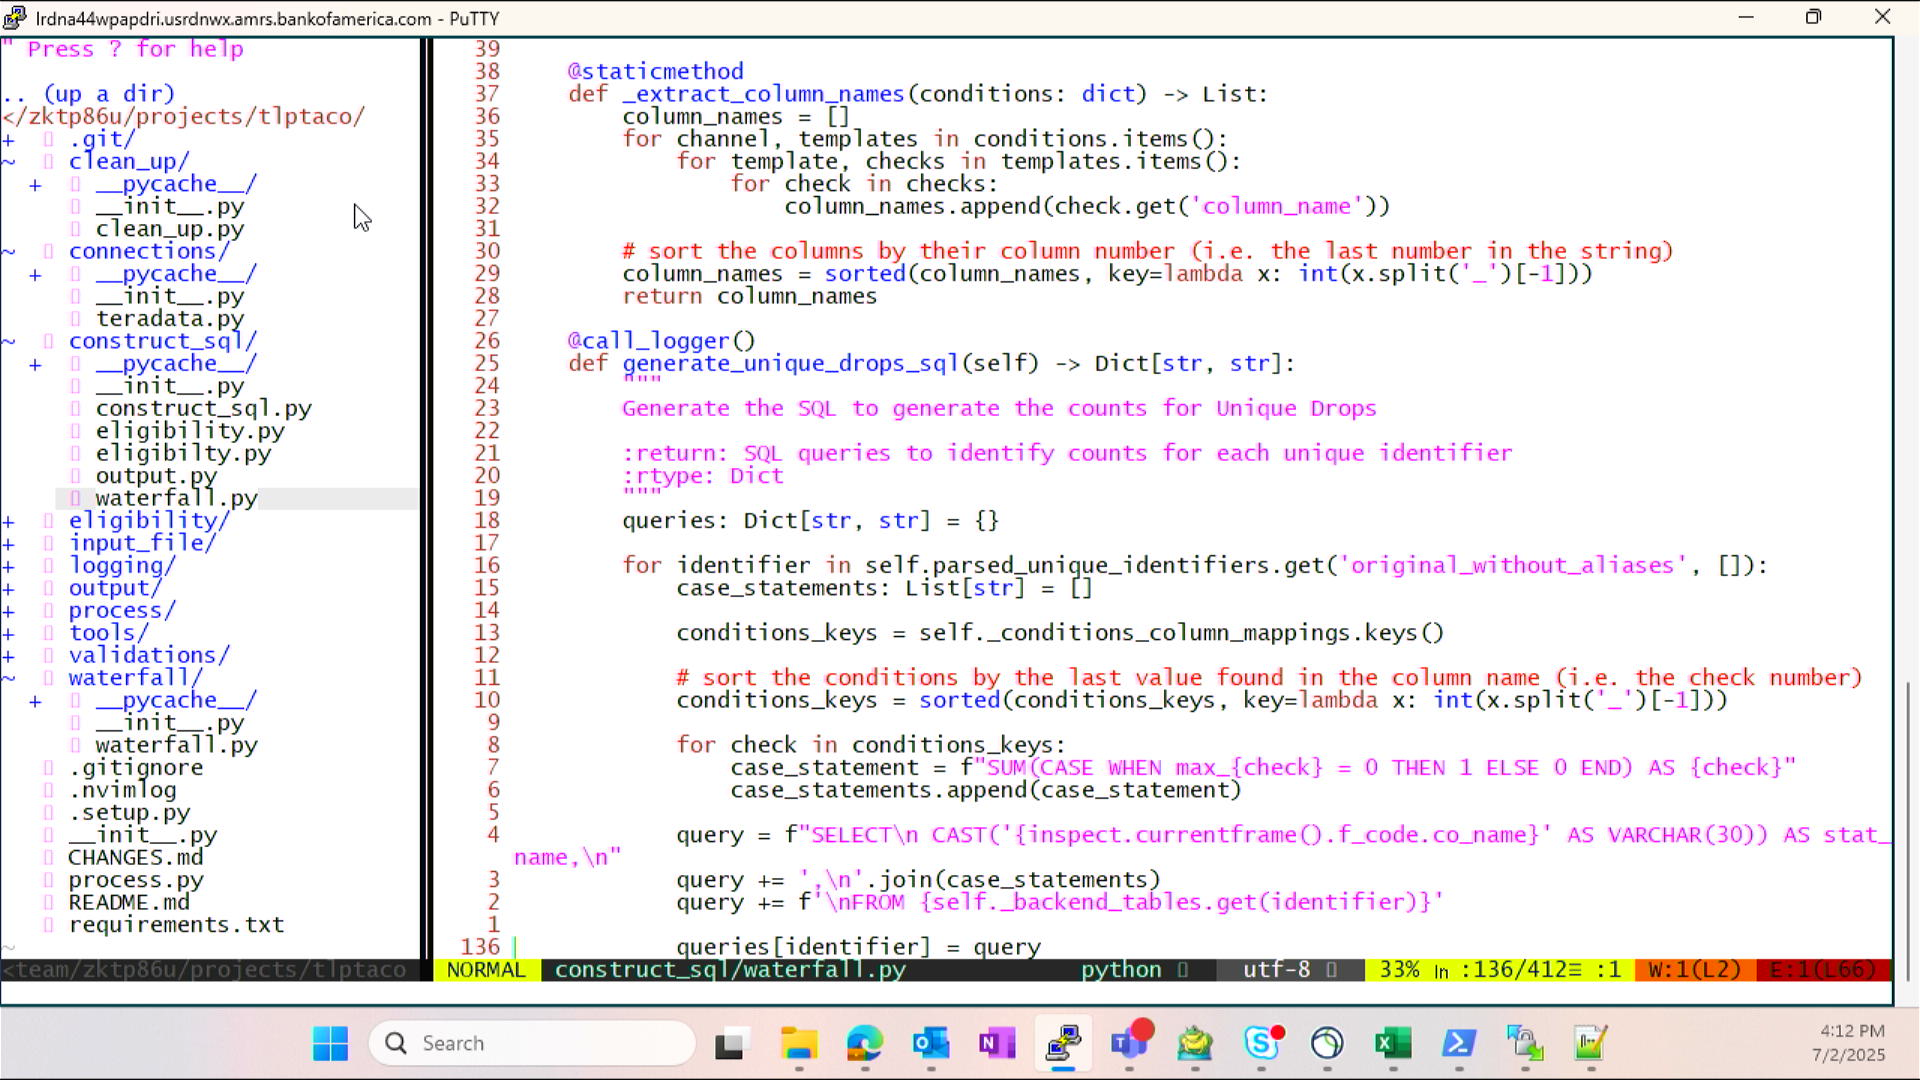 lrdna44wpapdri.usrdnwx.amrs.bankofamerica.com - PuTTY
" Press ? for help
.. (up a dir)
</zktp86u/projects/tlptaco/
+ .git/
~ clean_up/
+ __pycache__/
__init__.py
clean_up.py
~ connections/
+ __pycache__/
__init__.py
teradata.py
~ construct_sql/
+ __pycache__/
__init__.py
construct_sql.py
eligibility.py
eligibilty.py
output.py
waterfall.py
+ eligibility/
+ input_file/
+ logging/
+ output/
+ process/
+ tools/
+ validations/
~ waterfall/
+ __pycache__/
__init__.py
waterfall.py
.gitignore
.nvimlog
.setup.py
__init__.py
CHANGES.md
process.py
README.md
requirements.txt
~
<team/zktp86u/projects/tlptaco
39
38 @staticmethod
37 def _extract_column_names(conditions: dict) -> List:
36 column_names = []
35 for channel, templates in conditions.items():
34 for template, checks in templates.items():
33 for check in checks:
32 column_names.append(check.get('column_name'))
31
30 # sort the columns by their column number (i.e. the last number in the string)
29 column_names = sorted(column_names, key=lambda x: int(x.split('_')[-1]))
28 return column_names
27
26 @call_logger()
25 def generate_unique_drops_sql(self) -> Dict[str, str]:
24 """
23 Generate the SQL to generate the counts for Unique Drops
22
21 :return: SQL queries to identify counts for each unique identifier
20 :rtype: Dict
19 """
18 queries: Dict[str, str] = {}
17
16 for identifier in self.parsed_unique_identifiers.get('original_without_aliases', []):
15 case_statements: List[str] = []
14
13 conditions_keys = self._conditions_column_mappings.keys()
12
11 # sort the conditions by the last value found in the column name (i.e. the check number)
10 conditions_keys = sorted(conditions_keys, key=lambda x: int(x.split('_')[-1]))
9
8 for check in conditions_keys:
7 case_statement = f"SUM(CASE WHEN max_{check} = 0 THEN 1 ELSE 0 END) AS {check}"
6 case_statements.append(case_statement)
5
4 query = f"SELECT\n CAST('{inspect.currentframe().f_code.co_name}' AS VARCHAR(30)) AS stat_
name,\n"
3 query += ',\n'.join(case_statements)
2 query += f'\nFROM {self._backend_tables.get(identifier)}'
1
136 queries[identifier] = query
NORMAL construct_sql/waterfall.py python utf-8 33% ln :136/412≡ :1 W:1(L2) E:1(L66)
Search
4:12 PM
7/2/2025